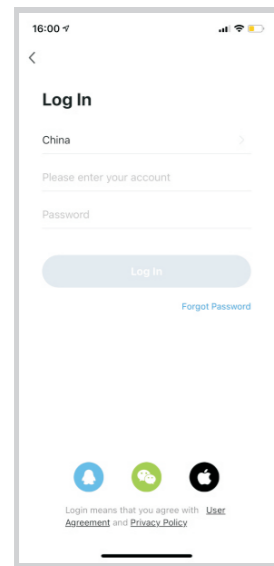 16:00
Log In
China
Please enter your account
Password
Log In
Forgot Password
Login means that you agree with User
Agreement and Privacy Policy